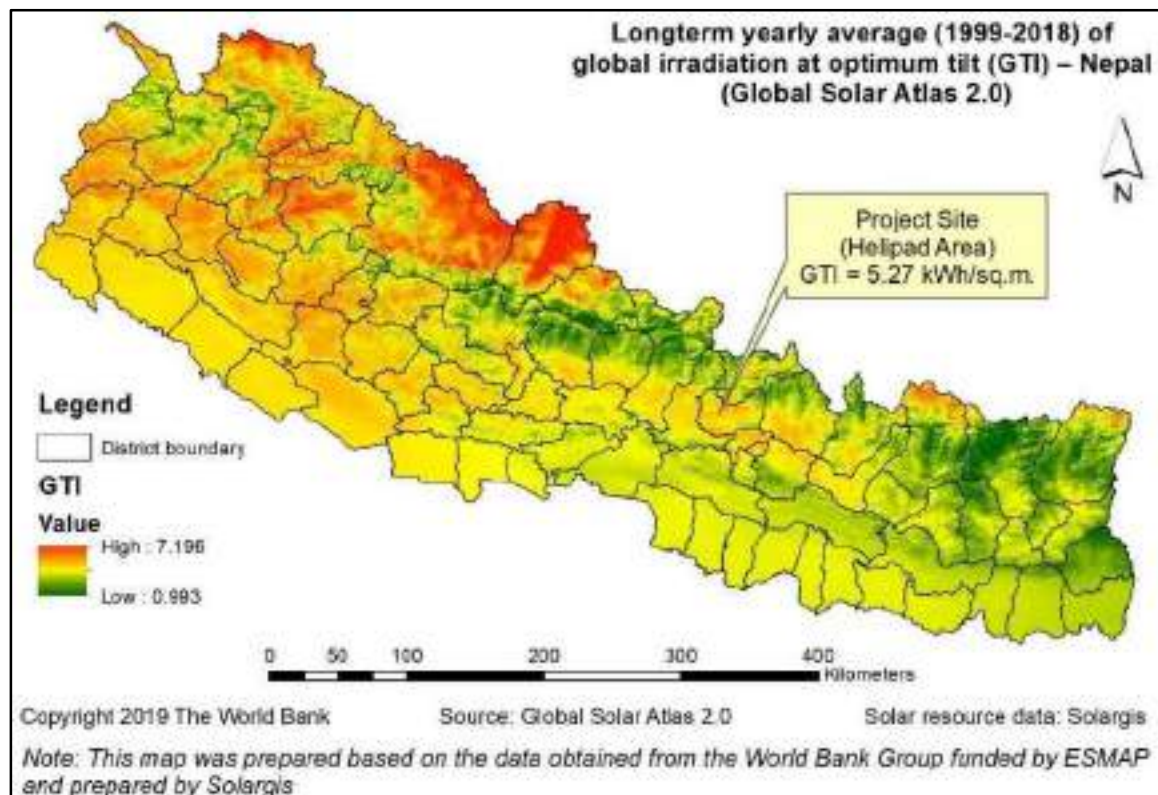 Longterm yearly average (1999-2018) of
global irradiation at optimum tilt (GTI) – Nepal
(Global Solar Atlas 2.0)
N
Project Site
(Helipad Area)
GTI = 5.27 kWh/sq.m.
Legend
District boundary
GTI
Value
High : 7.196
Low : 0.993
0 50 100 200 300 400
Kilometers
Copyright 2019 The World Bank Source: Global Solar Atlas 2.0 Solar resource data: Solargis
Note: This map was prepared based on the data obtained from the World Bank Group funded by ESMAP
and prepared by Solargis